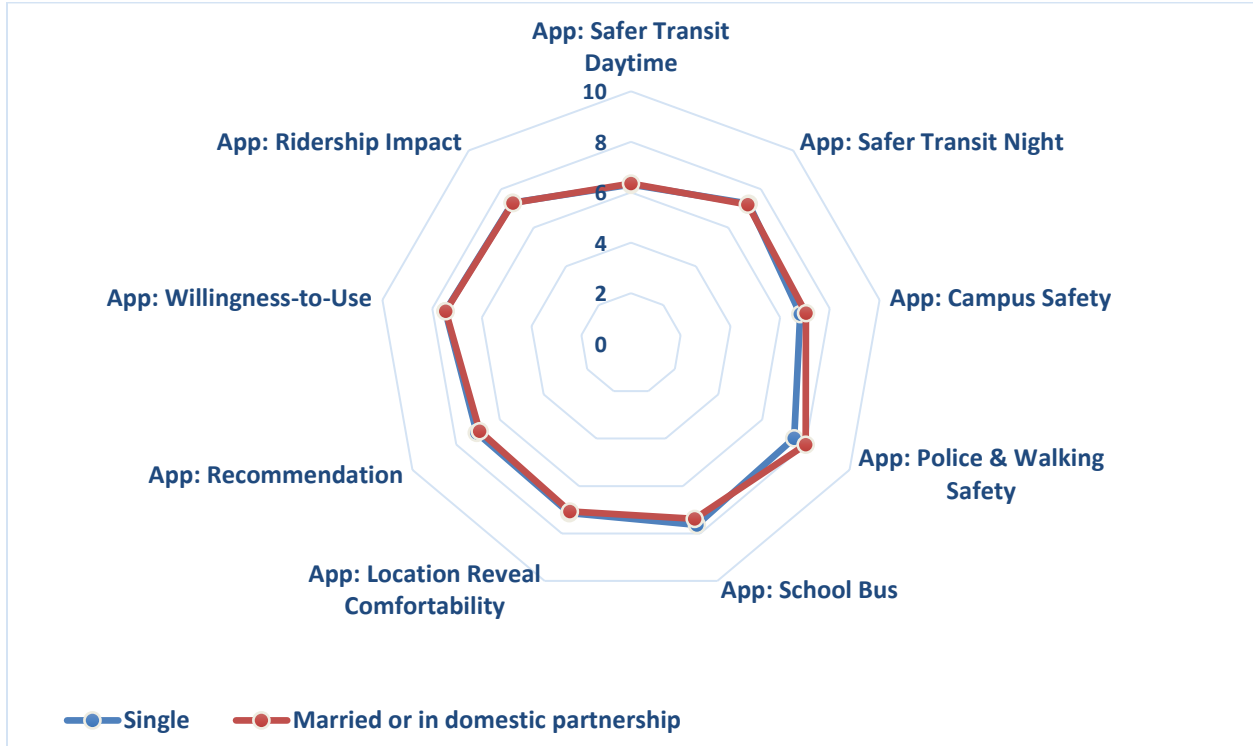 App: Safer Transit
Daytime
10
App: Ridership Impact
App: Safer Transit Night
8
6
App: Willingness-to-Use
App: Campus Safety
4
2
0
App: Recommendation
App: Police & Walking
Safety
App: Location Reveal
Comfortability
App: School Bus
Single
Married or in domestic partnership